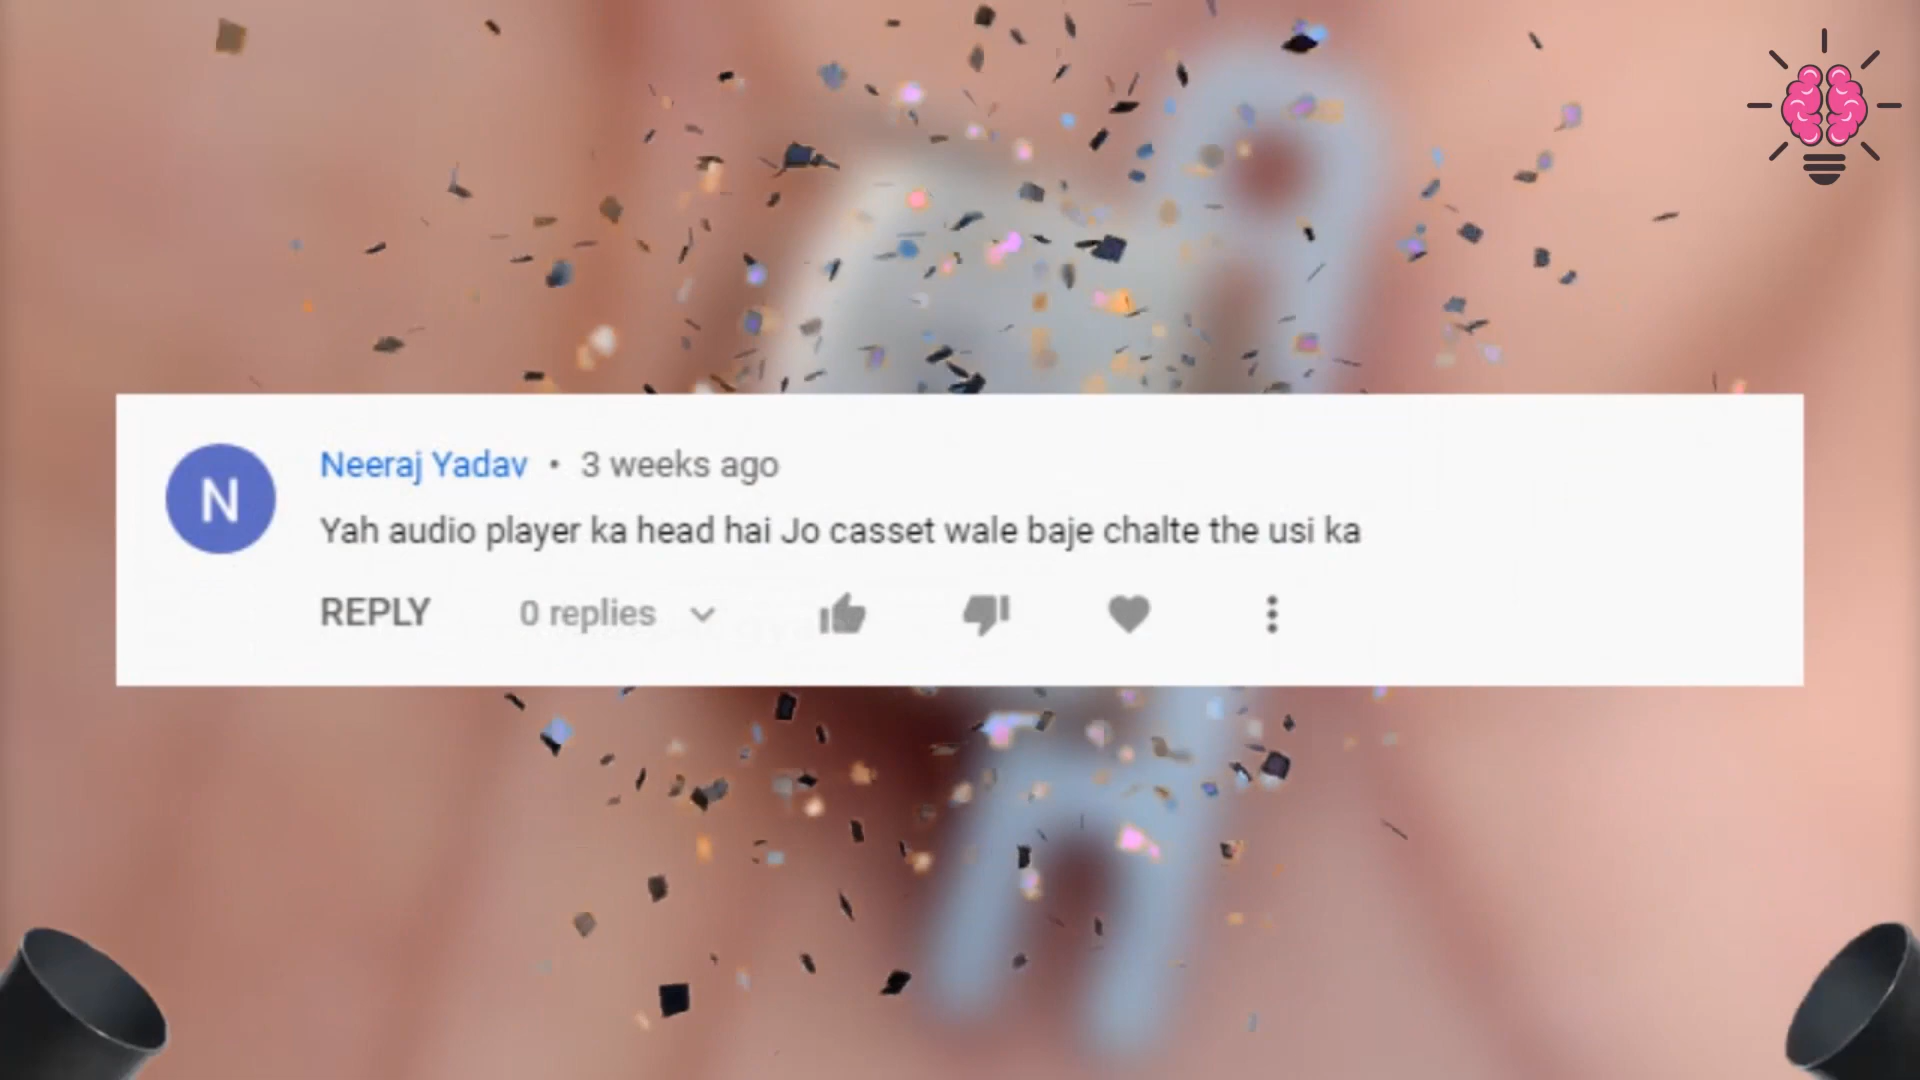 N
Neeraj Yadav • 3 weeks ago
Yah audio player ka head hai Jo casset wale baje chalte the usi ka
REPLY 0 replies